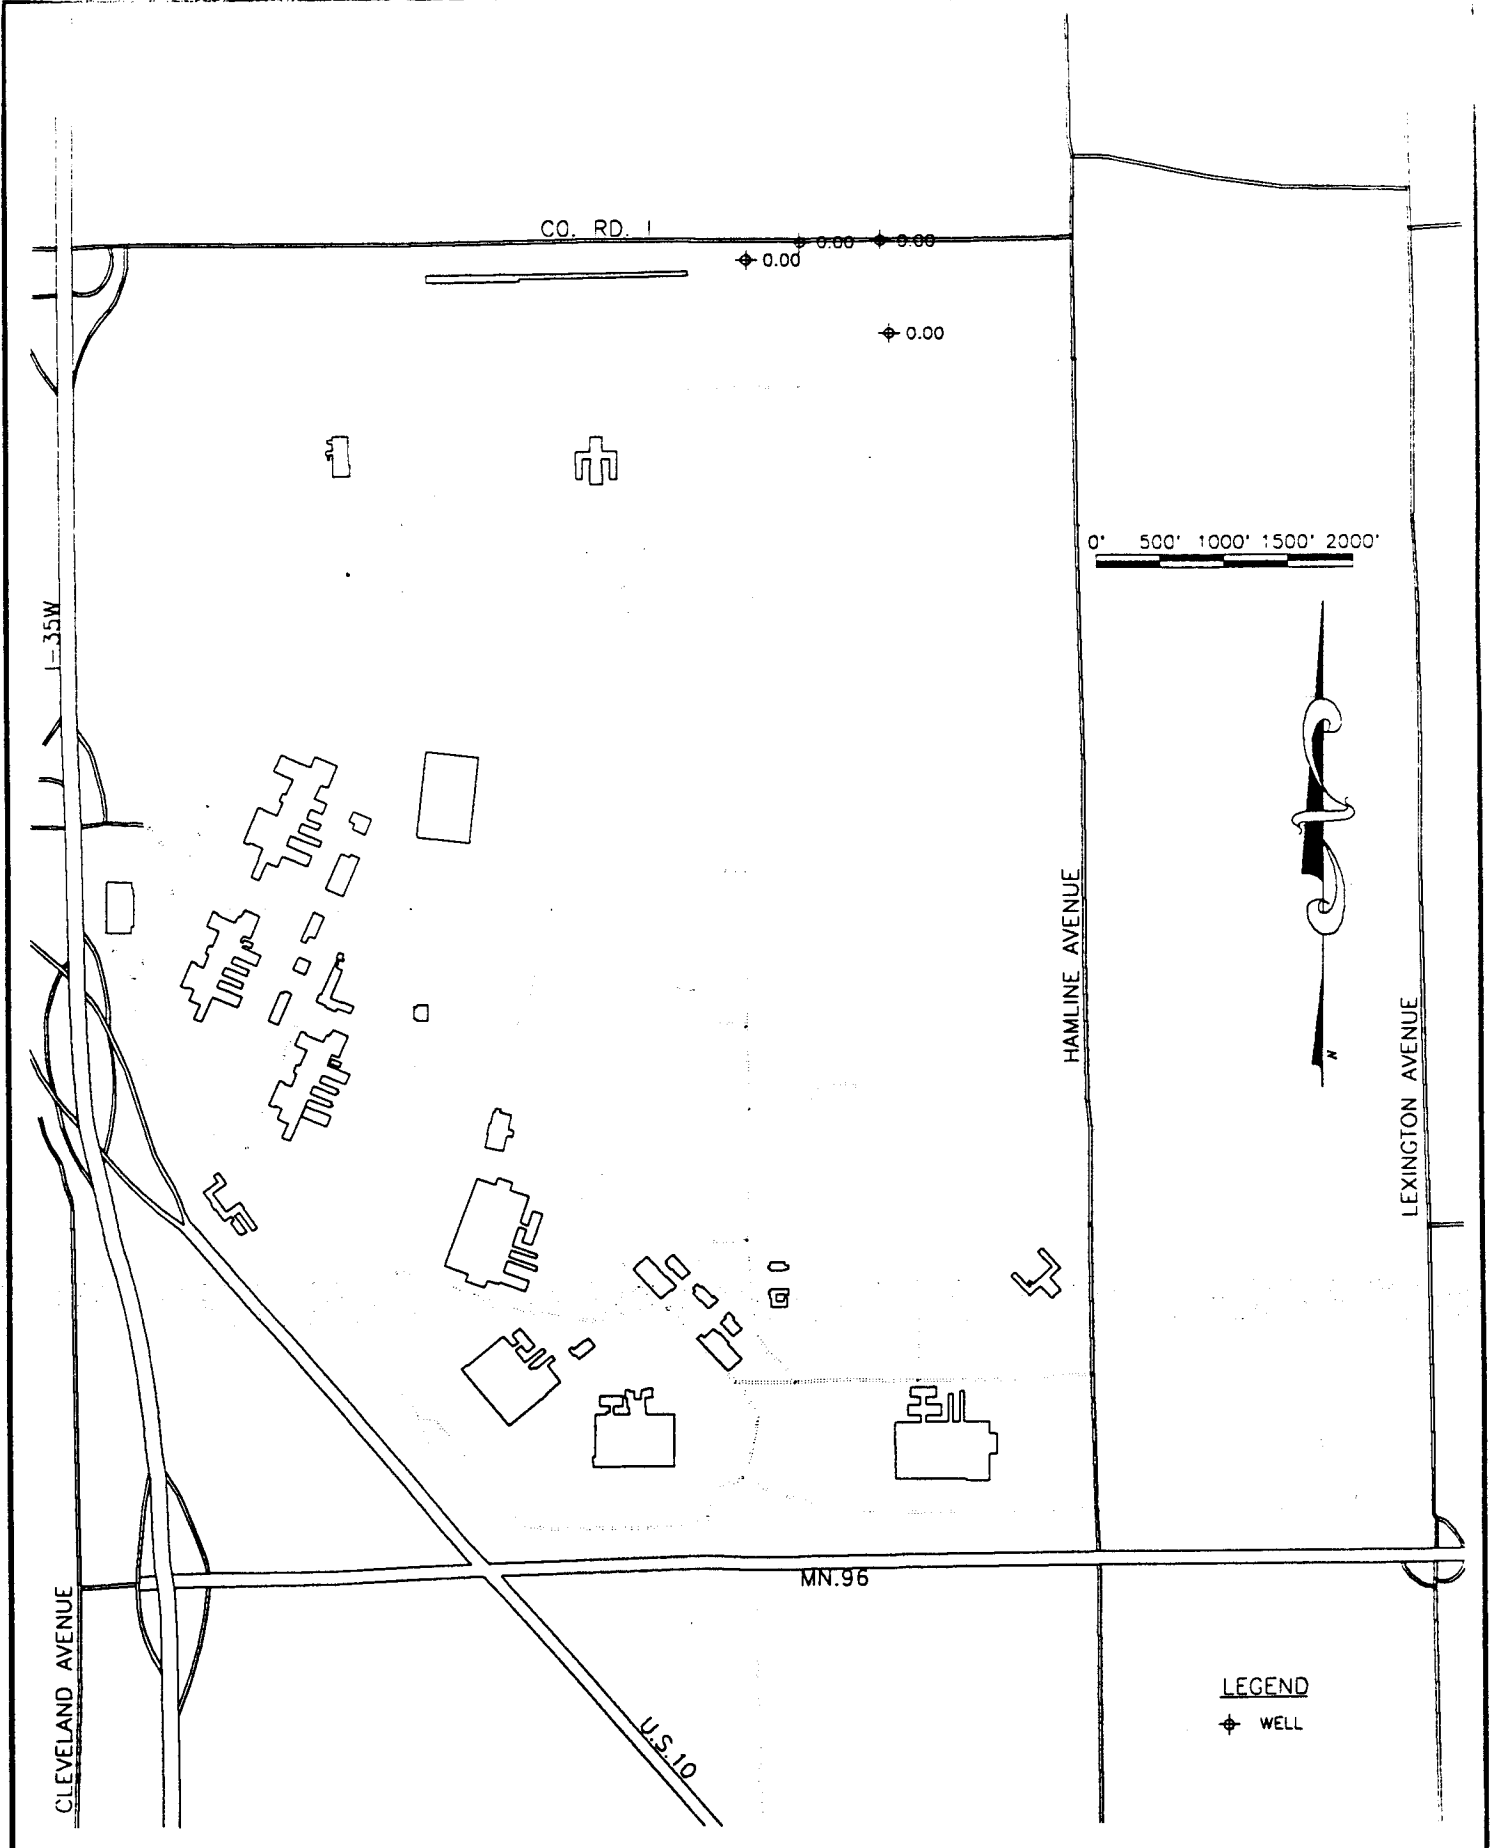 CO. RD. I
0.00
0.00
0.00
0.00
0' 500' 1000' 1500' 2000'
I-35W
HAMLINE AVENUE
LEXINGTON AVENUE
N
MN.96
CLEVELAND AVENUE
U.S.10
LEGEND
WELL